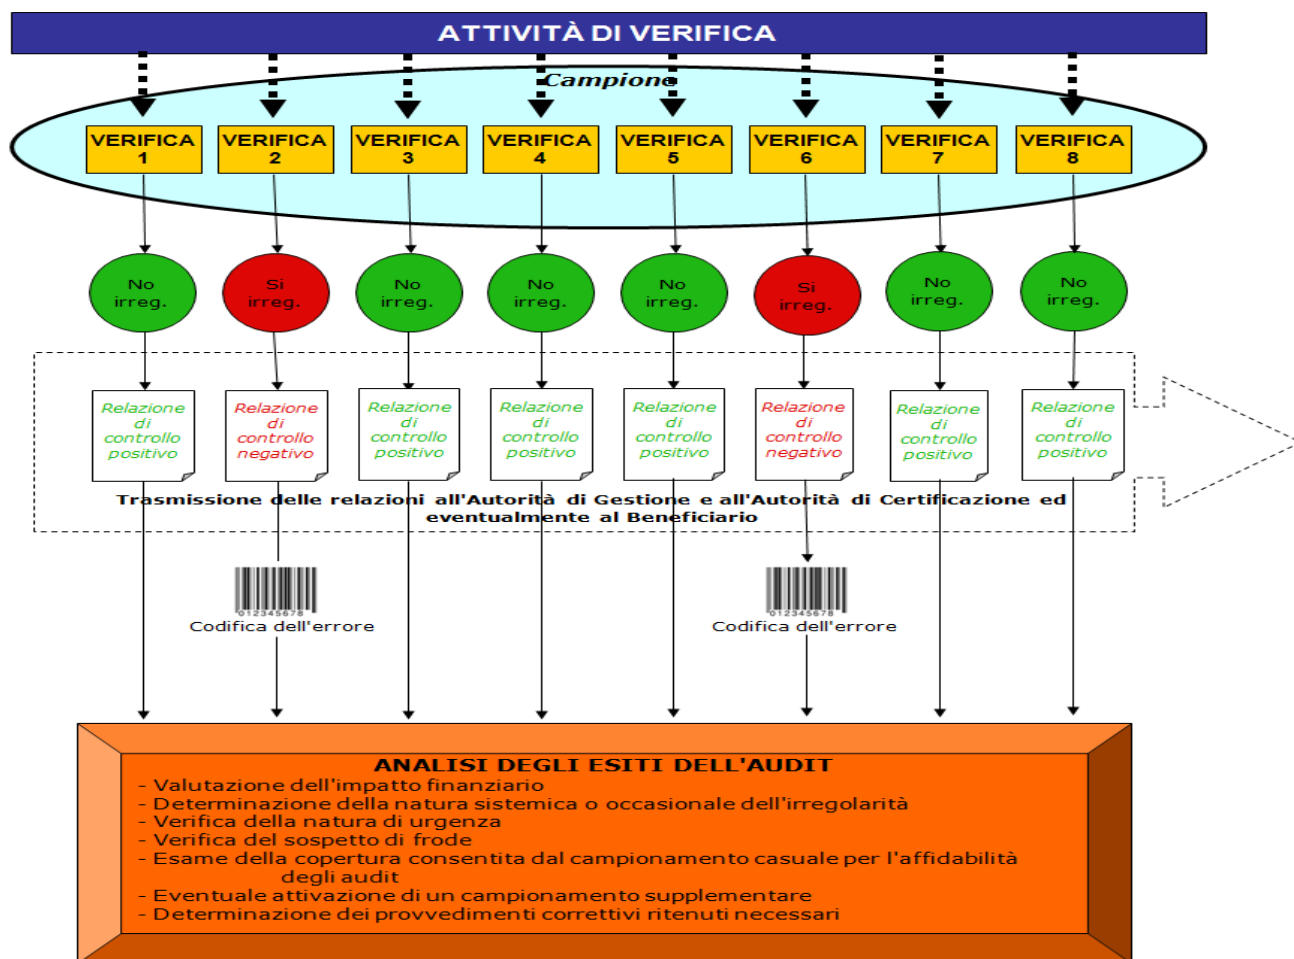 ATTIVITÀ DI VERIFICA
Campione
VERIFICA
1
VERIFICA
2
VERIFICA
3
VERIFICA
4
VERIFICA
5
VERIFICA
6
VERIFICA
7
VERIFICA
8
No
irreg.
Si
irreg.
No
irreg.
No
irreg.
No
irreg.
Si
irreg.
No
irreg.
No
irreg.
Relazione
di
controllo
positivo
Relazione
di
controllo
negativo
Relazione
di
controllo
positivo
Relazione
di
controllo
positivo
Relazione
di
controllo
positivo
Relazione
di
controllo
negativo
Relazione
di
controllo
positivo
Relazione
di
controllo
positivo
Trasmissione delle relazioni all'Autorità di Gestione e all'Autorità di Certificazione ed
eventualmente al Beneficiario
012345678
Codifica dell'errore
012345678
Codifica dell'errore
ANALISI DEGLI ESITI DELL'AUDIT
- Valutazione dell'impatto finanziario
- Determinazione della natura sistemica o occasionale dell'irregolarità
- Verifica della natura di urgenza
- Verifica del sospetto di frode
- Esame della copertura consentita dal campionamento casuale per l'affidabilità
degli audit
- Eventuale attivazione di un campionamento supplementare
- Determinazione dei provvedimenti correttivi ritenuti necessari